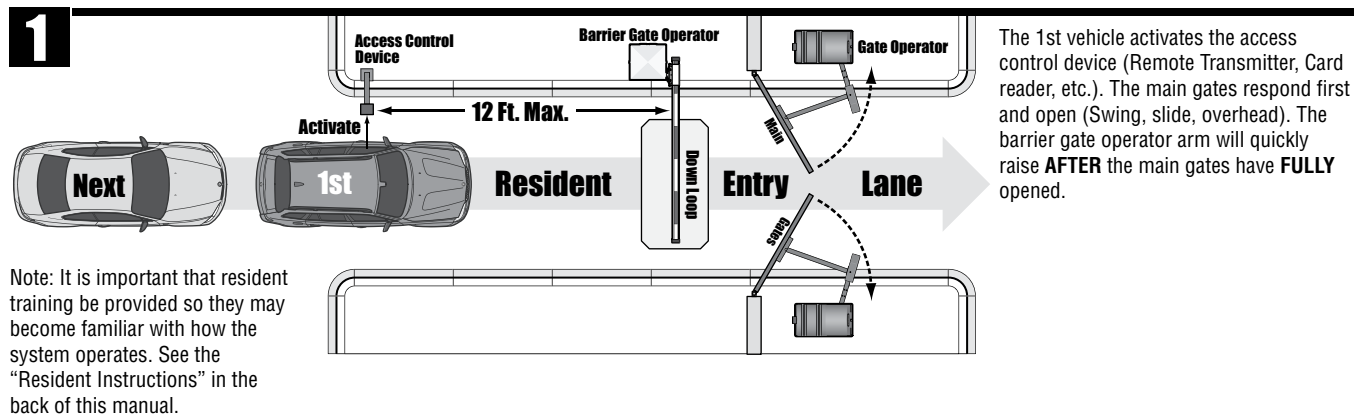 1
Access Control
Device
Barrier Gate Operator
Gate Operator
12 Ft. Max.
Activate
Next
1st
Resident
Down Loop
Entry
Lane
Main
Gates
The 1st vehicle activates the access
control device (Remote Transmitter, Card
reader, etc.). The main gates respond first
and open (Swing, slide, overhead). The
barrier gate operator arm will quickly
raise AFTER the main gates have FULLY
opened.
Note: It is important that resident
training be provided so they may
become familiar with how the
system operates. See the
“Resident Instructions” in the
back of this manual.